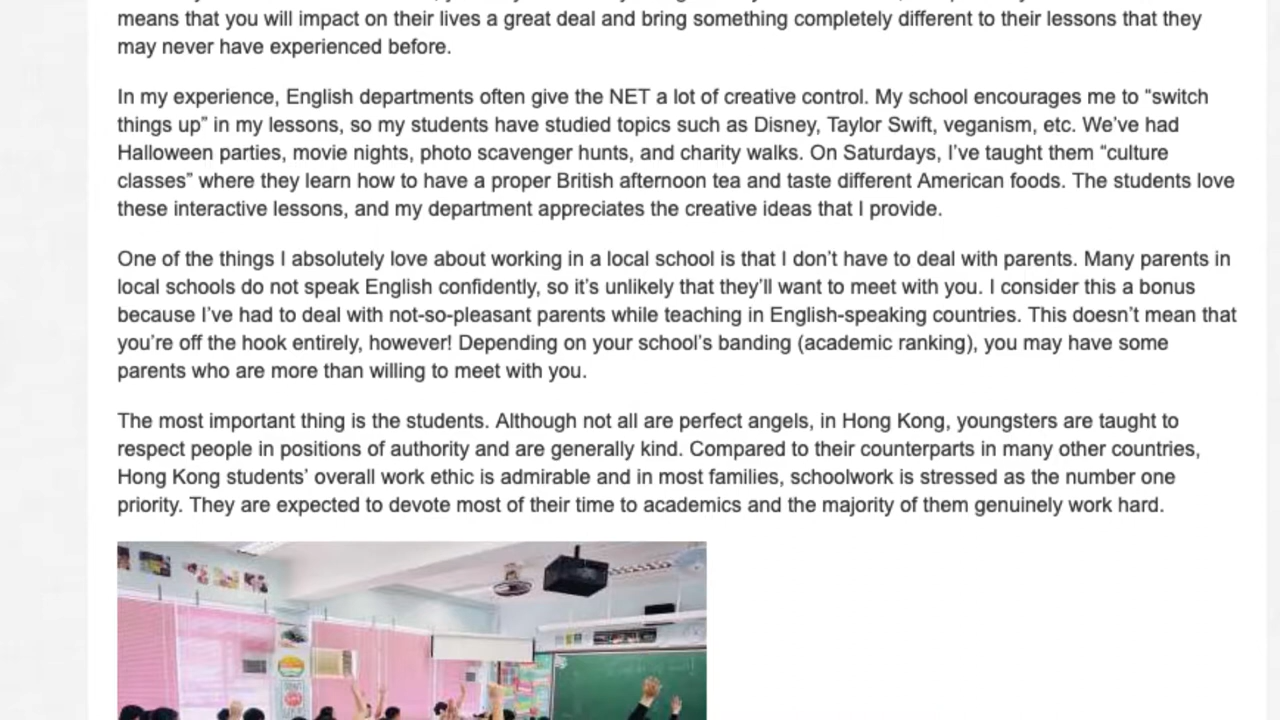 means that you will impact on their lives a great deal and bring something completely different to their lessons that they
may never have experienced before.
In my experience, English departments often give the NET a lot of creative control. My school encourages me to “switch
things up” in my lessons, so my students have studied topics such as Disney, Taylor Swift, veganism, etc. We’ve had
Halloween parties, movie nights, photo scavenger hunts, and charity walks. On Saturdays, I’ve taught them “culture
classes” where they learn how to have a proper British afternoon tea and taste different American foods. The students love
these interactive lessons, and my department appreciates the creative ideas that I provide.
One of the things I absolutely love about working in a local school is that I don’t have to deal with parents. Many parents in
local schools do not speak English confidently, so it’s unlikely that they’ll want to meet with you. I consider this a bonus
because I’ve had to deal with not-so-pleasant parents while teaching in English-speaking countries. This doesn’t mean that
you’re off the hook entirely, however! Depending on your school’s banding (academic ranking), you may have some
parents who are more than willing to meet with you.
The most important thing is the students. Although not all are perfect angels, in Hong Kong, youngsters are taught to
respect people in positions of authority and are generally kind. Compared to their counterparts in many other countries,
Hong Kong students’ overall work ethic is admirable and in most families, schoolwork is stressed as the number one
priority. They are expected to devote most of their time to academics and the majority of them genuinely work hard.